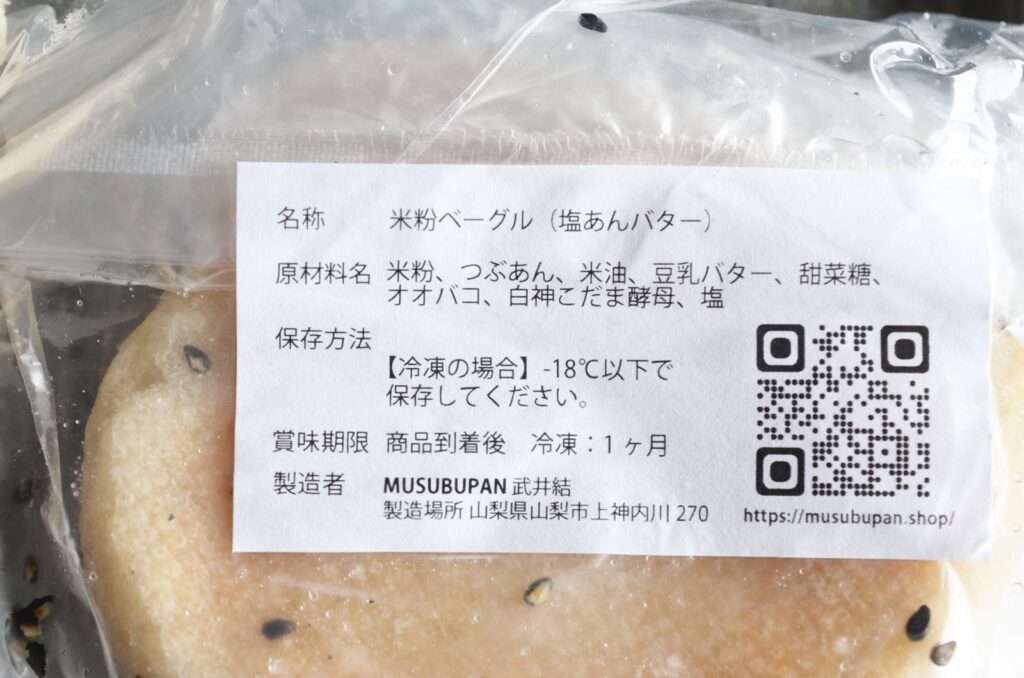 名称 米粉ベーグル（塩あんバター）
原材料名 米粉、つぶあん、米油、豆乳バター、甜菜糖、
オオバコ、白神こだま酵母、塩
保存方法
【冷凍の場合】-18℃以下で
保存してください。
賞味期限 商品到着後 冷凍：1ヶ月
製造者 MUSUBUPAN 武井結
製造場所 山梨県山梨市上神内川 270
https://musubupan.shop/